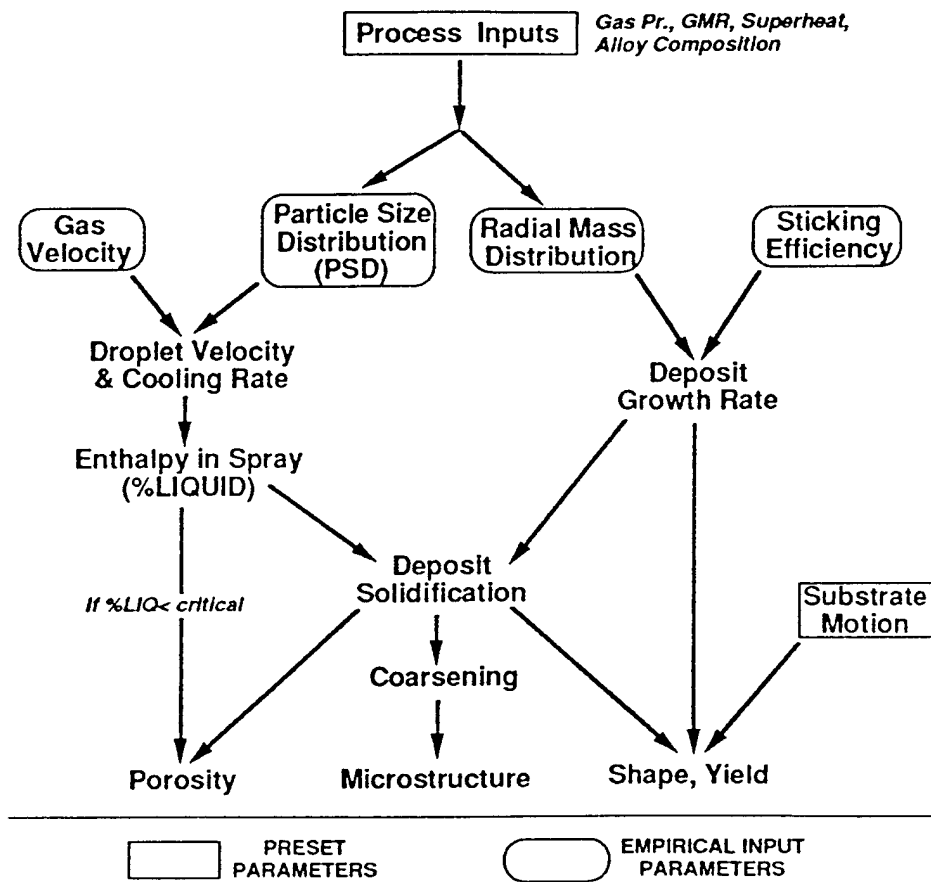 Process Inputs
Gas Pr., GMR, Superheat,
Alloy Composition
Gas
Velocity
Particle Size
Distribution
(PSD)
Radial Mass
Distribution
Sticking
Efficiency
Droplet Velocity
& Cooling Rate
Deposit
Growth Rate
Enthalpy in Spray
(%LIQUID)
Deposit
Solidification
If %LIQ< critical
Substrate
Motion
Coarsening
Porosity
Microstructure
Shape, Yield
PRESET
PARAMETERS
EMPIRICAL INPUT
PARAMETERS